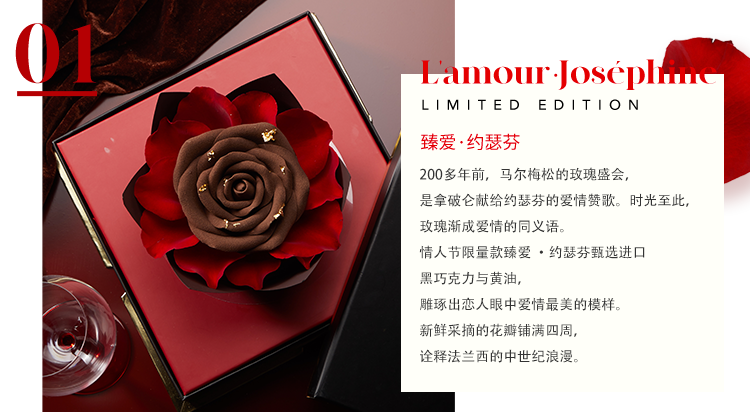 01
L'amour·Joséphine
LIMITED EDITION
臻爱·约瑟芬
200多年前，马尔梅松的玫瑰盛会，
是拿破仑献给约瑟芬的爱情赞歌。时光至此，
玫瑰渐成爱情的同义语。
情人节限量款臻爱 · 约瑟芬甄选进口
黑巧克力与黄油，
雕琢出恋人眼中爱情最美的模样。
新鲜采摘的花瓣铺满四周，
诠释法兰西的中世纪浪漫。